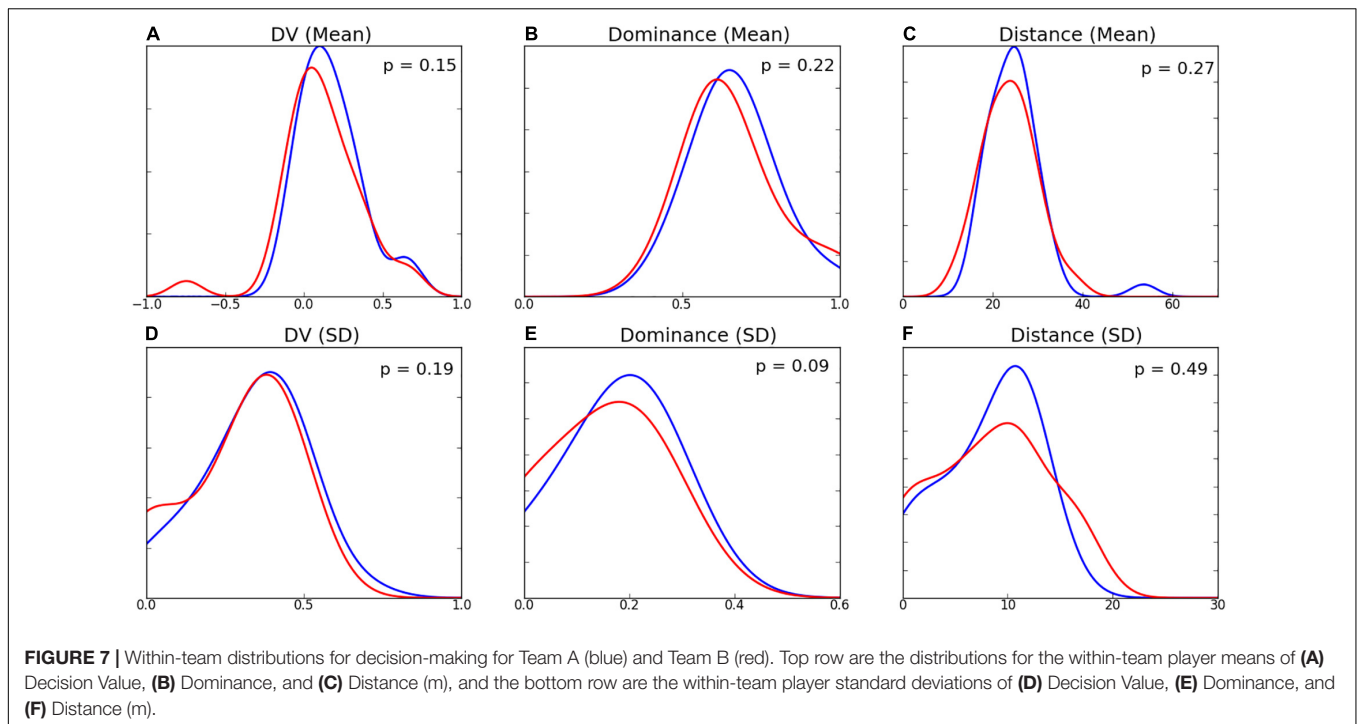 A DV (Mean)
p = 0.15
−1.0 −0.5 0.0 0.5 1.0
B Dominance (Mean)
p = 0.22
0.0 0.5 1.0
C Distance (Mean)
p = 0.27
0 20 40 60
D DV (SD)
p = 0.19
0.0 0.5 1.0
E Dominance (SD)
p = 0.09
0.0 0.2 0.4 0.6
F Distance (SD)
p = 0.49
0 10 20 30
FIGURE 7 | Within-team distributions for decision-making for Team A (blue) and Team B (red). Top row are the distributions for the within-team player means of (A)
Decision Value, (B) Dominance, and (C) Distance (m), and the bottom row are the within-team player standard deviations of (D) Decision Value, (E) Dominance, and
(F) Distance (m).